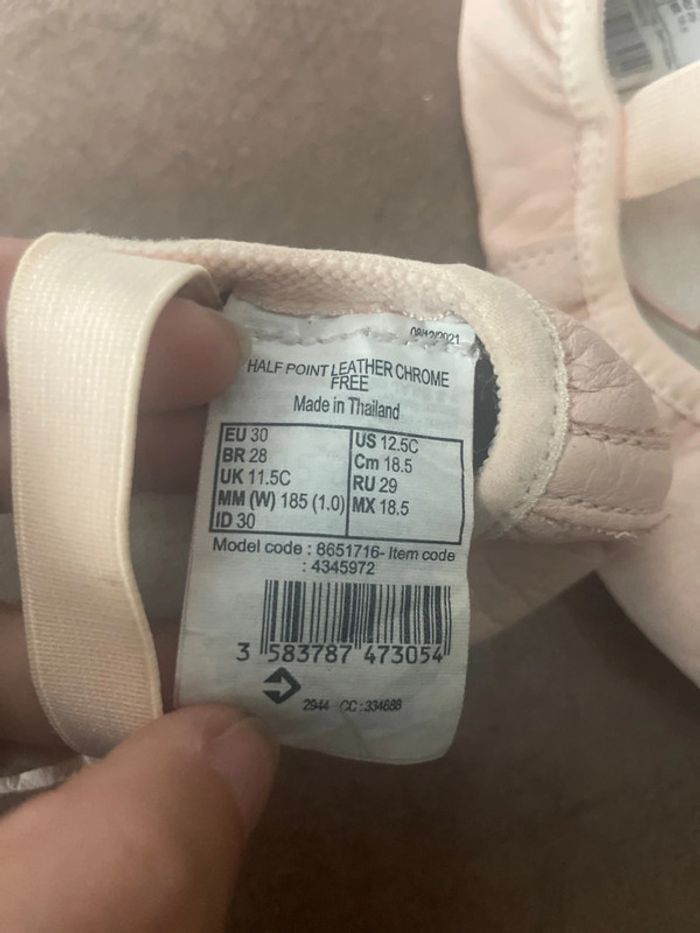 08/12/2021
HALF POINT LEATHER CHROME
FREE
Made in Thailand
EU 30
BR 28
UK 11.5C
MM (W) 185 (1.0)
ID 30
US 12.5C
Cm 18.5
RU 29
MX 18.5
Model code : 8651716- Item code
: 4345972
3 583787 473054
2944 CC:334688